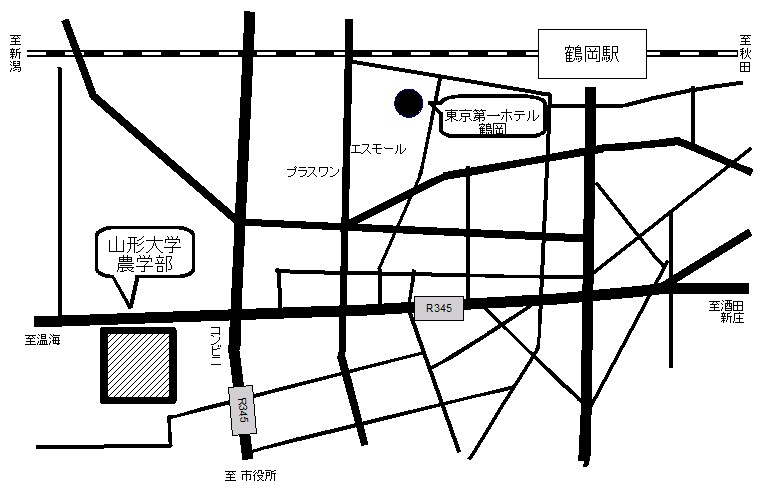 至新潟
鶴岡駅
至秋田
東京第一ホテル
鶴岡
エスモール
プラスワン
山形大学
農学部
R345
至酒田
新庄
至温海
コンビニ
R345
至 市役所